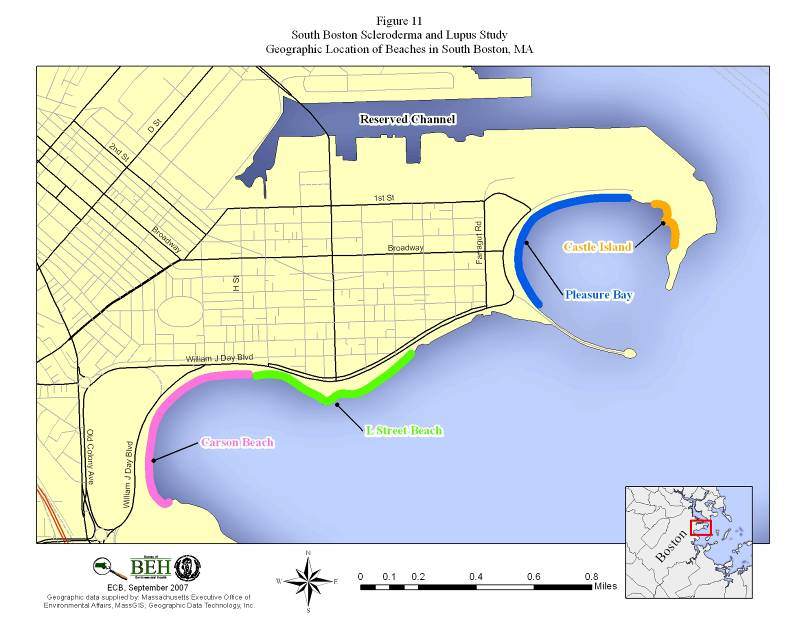 Figure 11
South Boston Scleroderma and Lupus Study
Geographic Location of Beaches in South Boston, MA
Reserved Channel
D St
2nd St
Broadway
1st St
Farragut Rd
Broadway
H St
Castle Island
Pleasure Bay
William J Day Blvd
L Street Beach
Carson Beach
Old Colony Ave
William J Day Blvd
Boston
Bureau of
BEH
Environmental Health
ECB, September 2007
Geographic data supplied by: Massachusetts Executive Office of
Environmental Affairs, MassGIS; Geographic Data Technology, Inc.
N
W
E
S
0 0.1 0.2 0.4 0.6 0.8
Miles